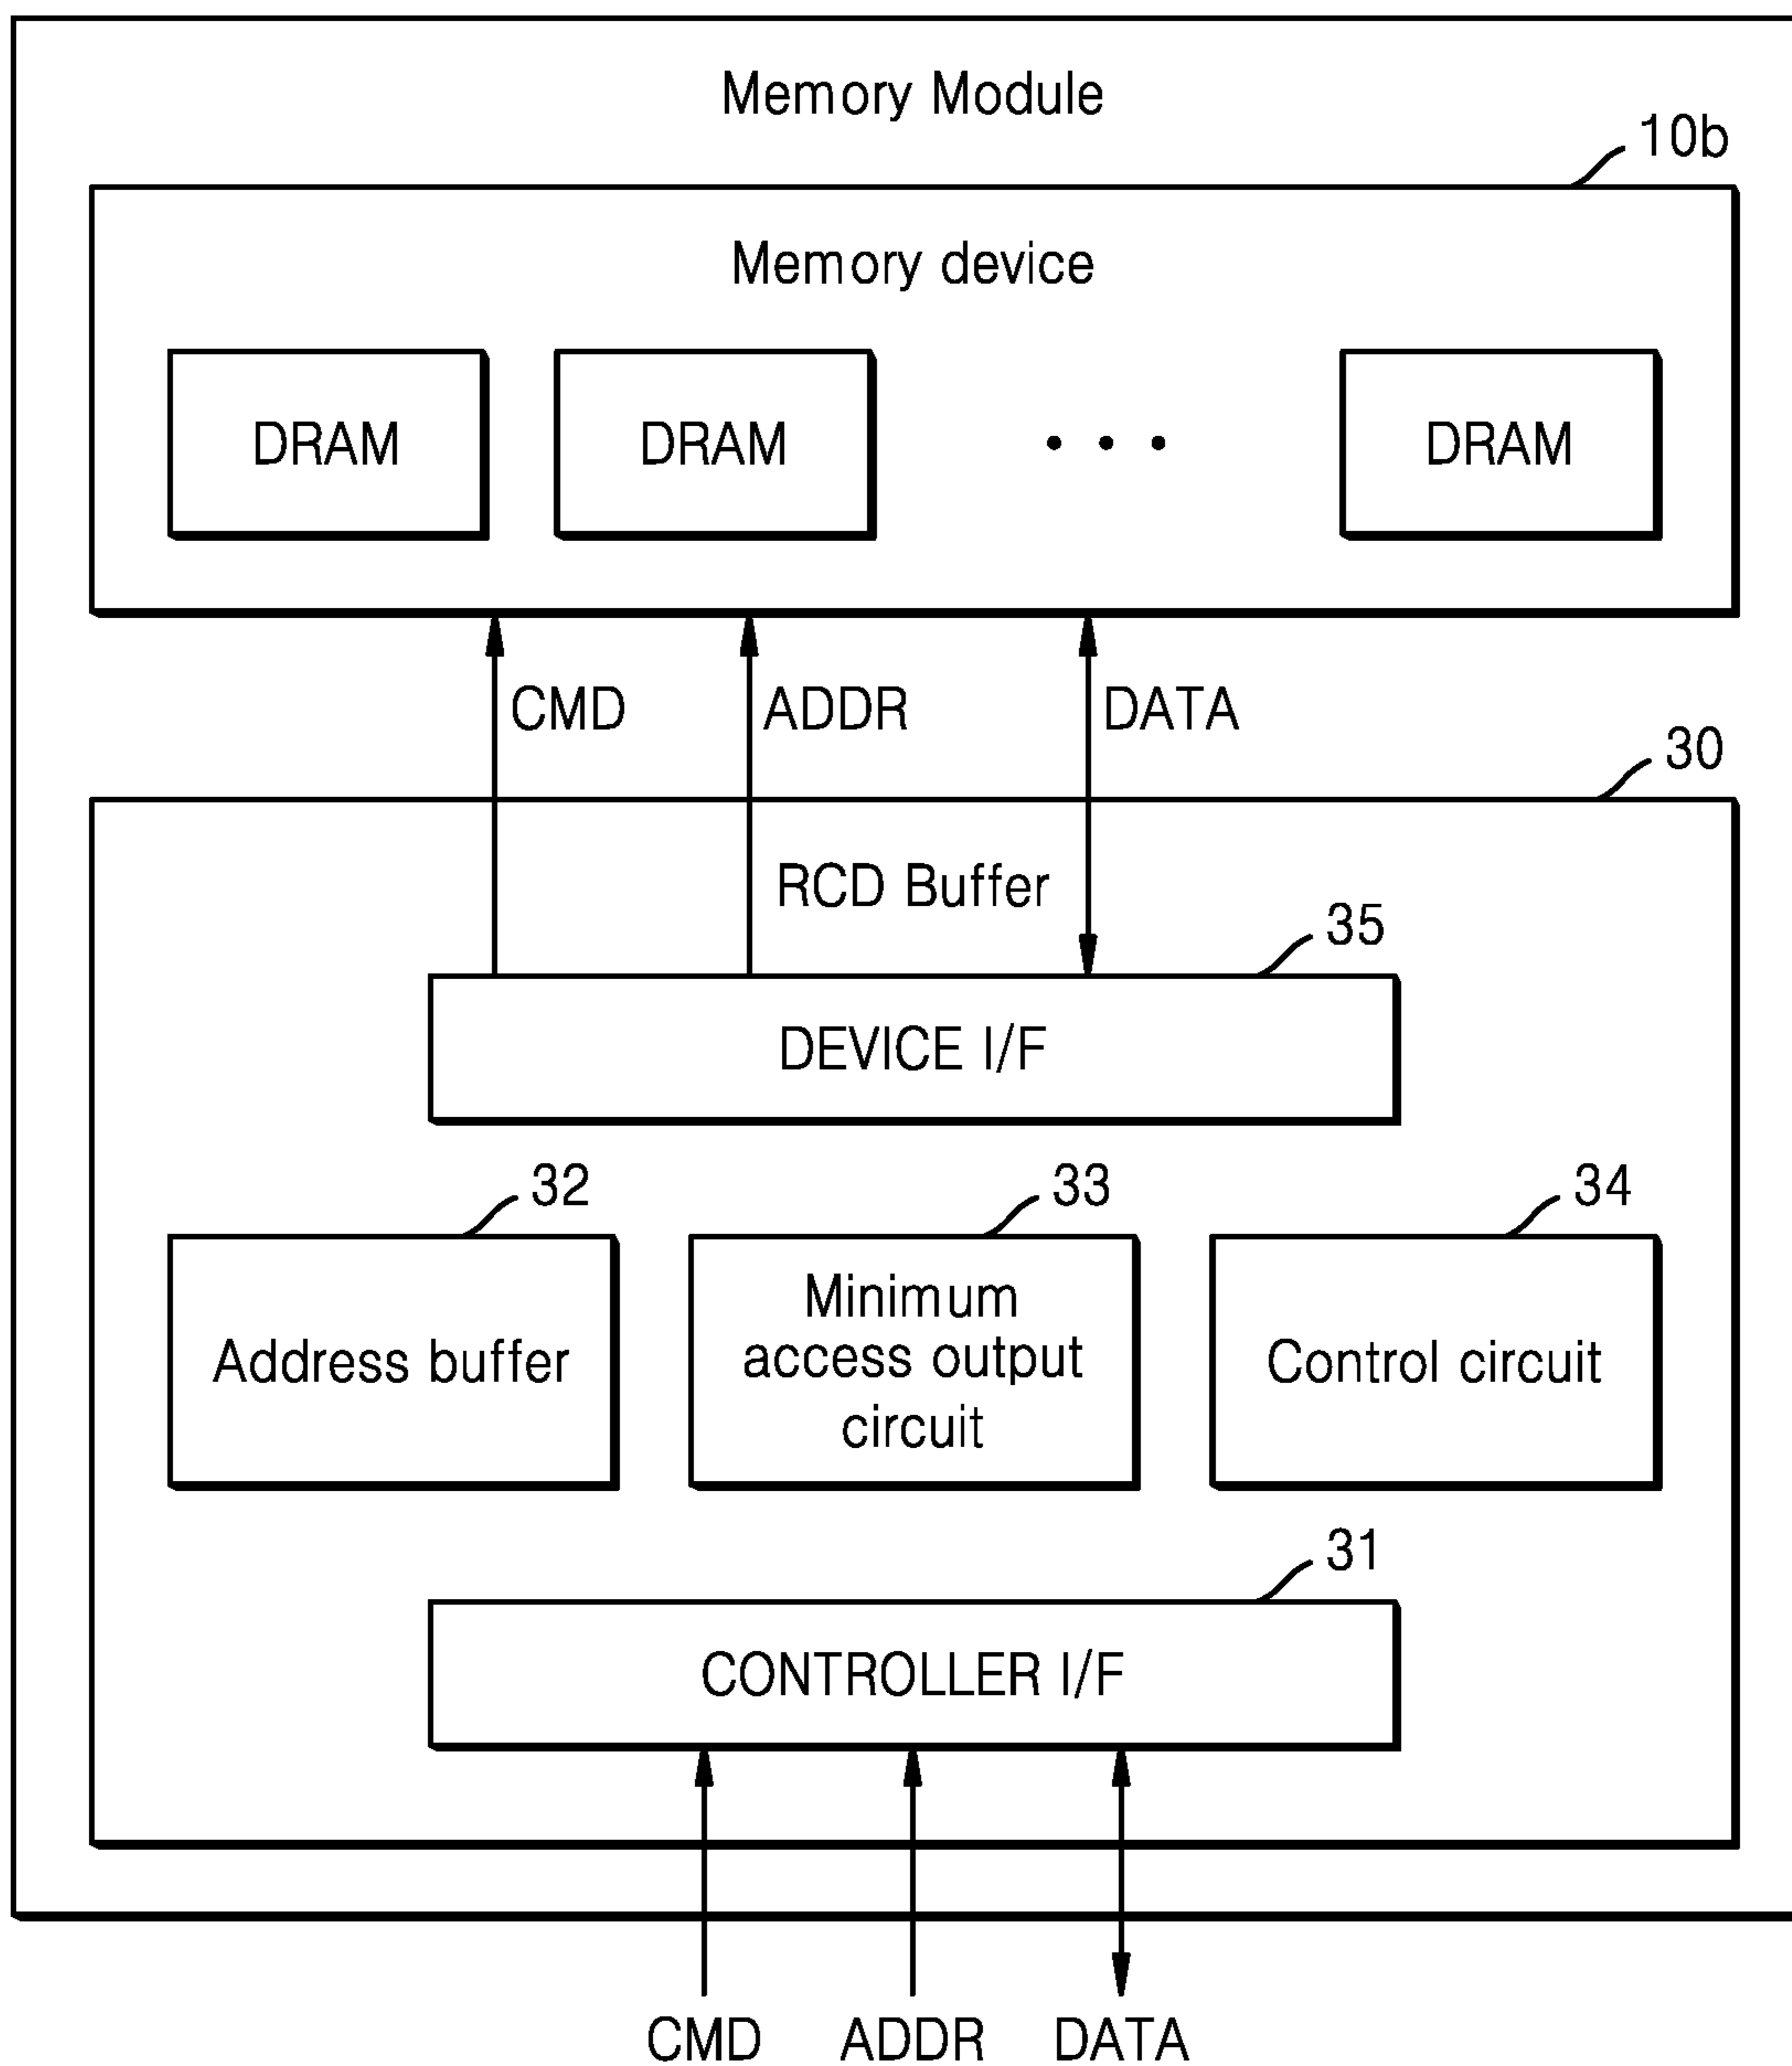 Memory Module
10b
Memory device
DRAM
DRAM
• • •
DRAM
CMD
ADDR
DATA
30
RCD Buffer
35
DEVICE I/F
32
33
34
Address buffer
Minimum
access output
circuit
Control circuit
31
CONTROLLER I/F
CMD
ADDR
DATA